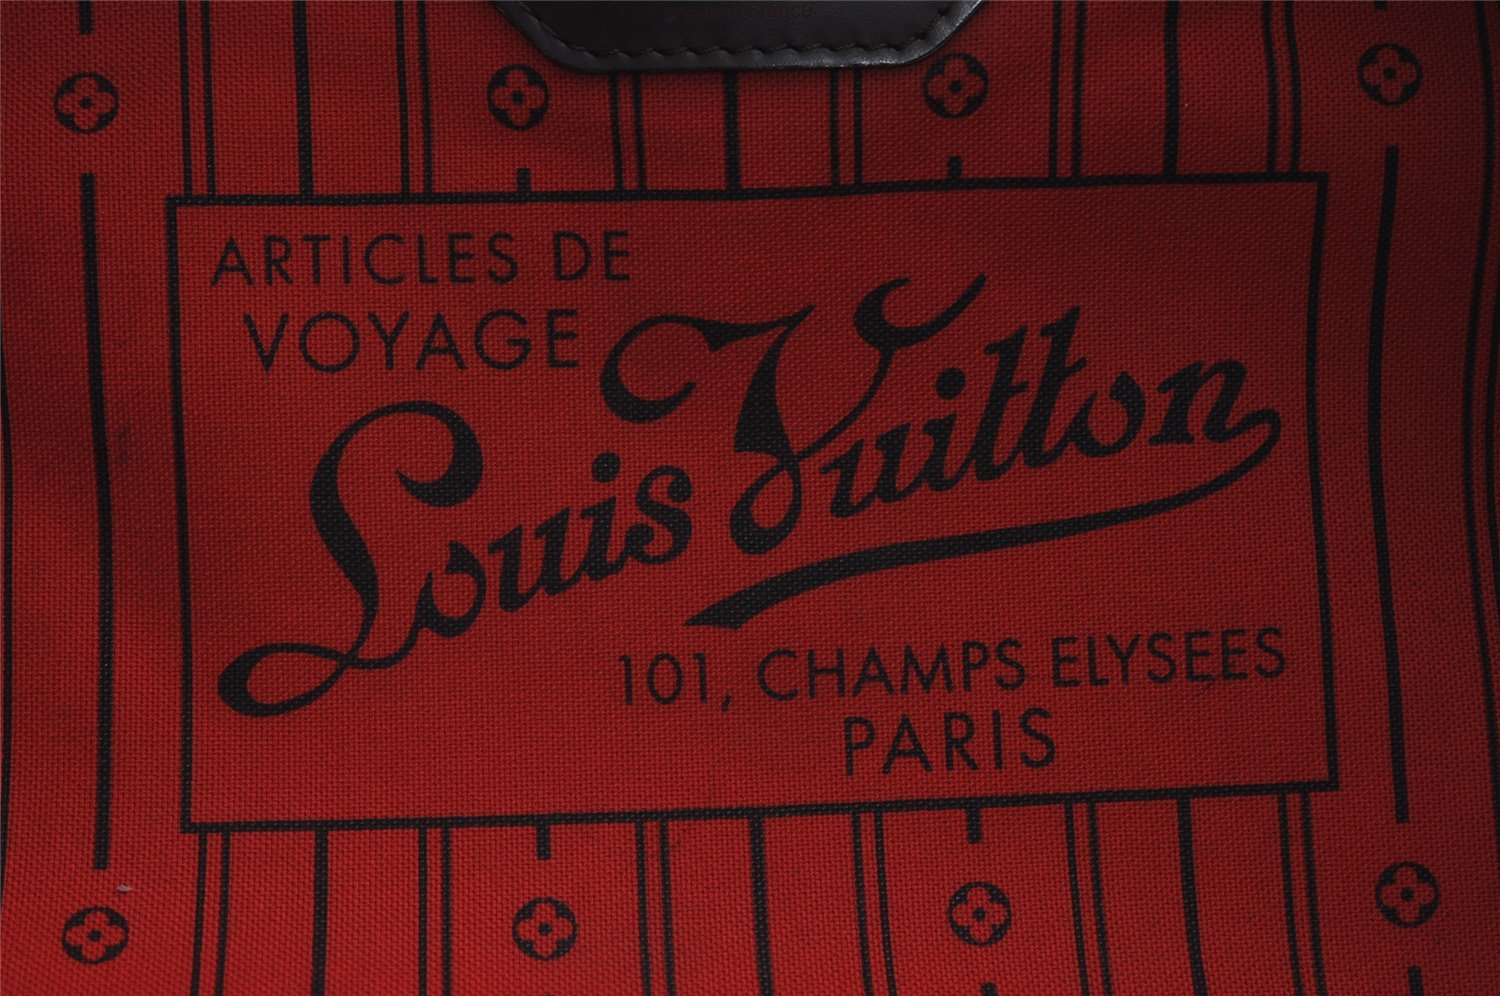 ARTICLES DE
VOYAGE
Louis Vuitton
101, CHAMPS ELYSEES
PARIS